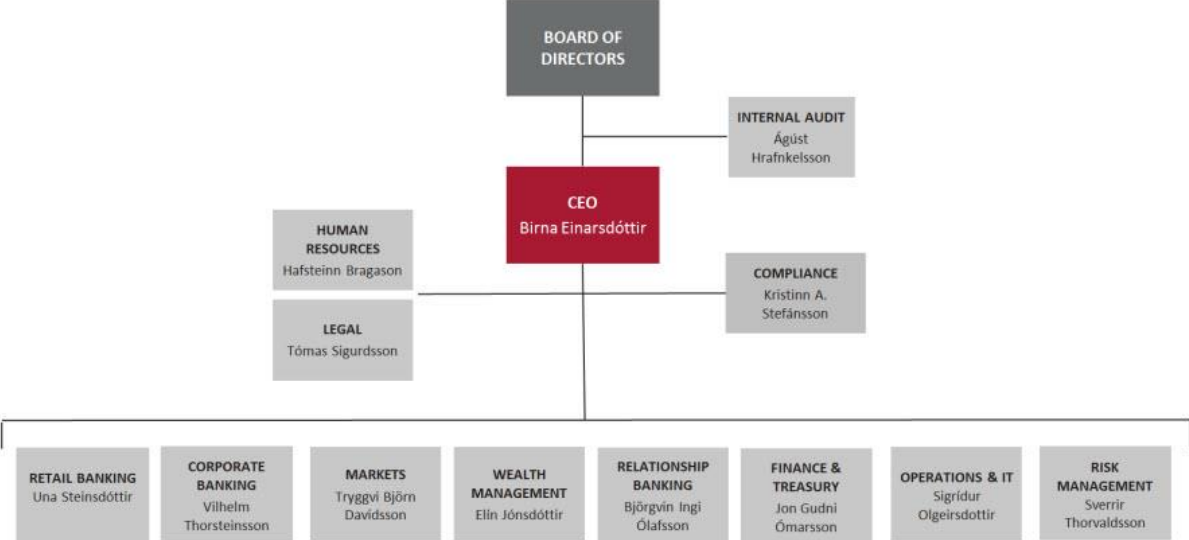 BOARD OF
DIRECTORS
INTERNAL AUDIT
Ágúst
Hrafnkelsson
CEO
Birna Einarsdóttir
HUMAN
RESOURCES
Hafsteinn Bragason
COMPLIANCE
Kristinn A.
Stefánsson
LEGAL
Tómas Sigurdsson
RETAIL BANKING
Una Steinsdóttir
CORPORATE
BANKING
Vilhelm
Thorsteinsson
MARKETS
Tryggvi Björn
Davidsson
WEALTH
MANAGEMENT
Elín Jónsdóttir
RELATIONSHIP
BANKING
Björgvin Ingi
Ólafsson
FINANCE &
TREASURY
Jon Gudni
Ómarsson
OPERATIONS & IT
Sigrídur
Olgeirsdottir
RISK
MANAGEMENT
Sverrir
Thorvaldsson